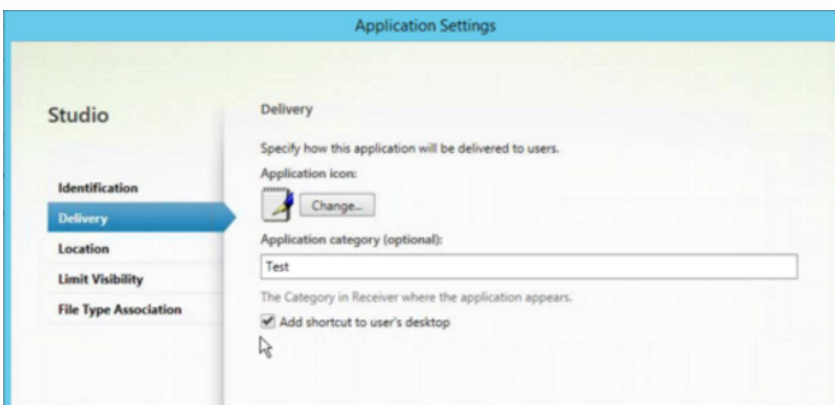 Application Settings
Studio
Identification
Delivery
Location
Limit Visibility
File Type Association
Delivery
Specify how this application will be delivered to users.
Application icon:
Change...
Application category (optional):
Test
The Category in Receiver where the application appears.
Add shortcut to user's desktop